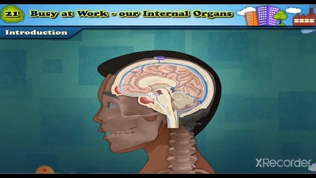 21 Busy at Work - our Internal Organs
Introduction
XRecorder